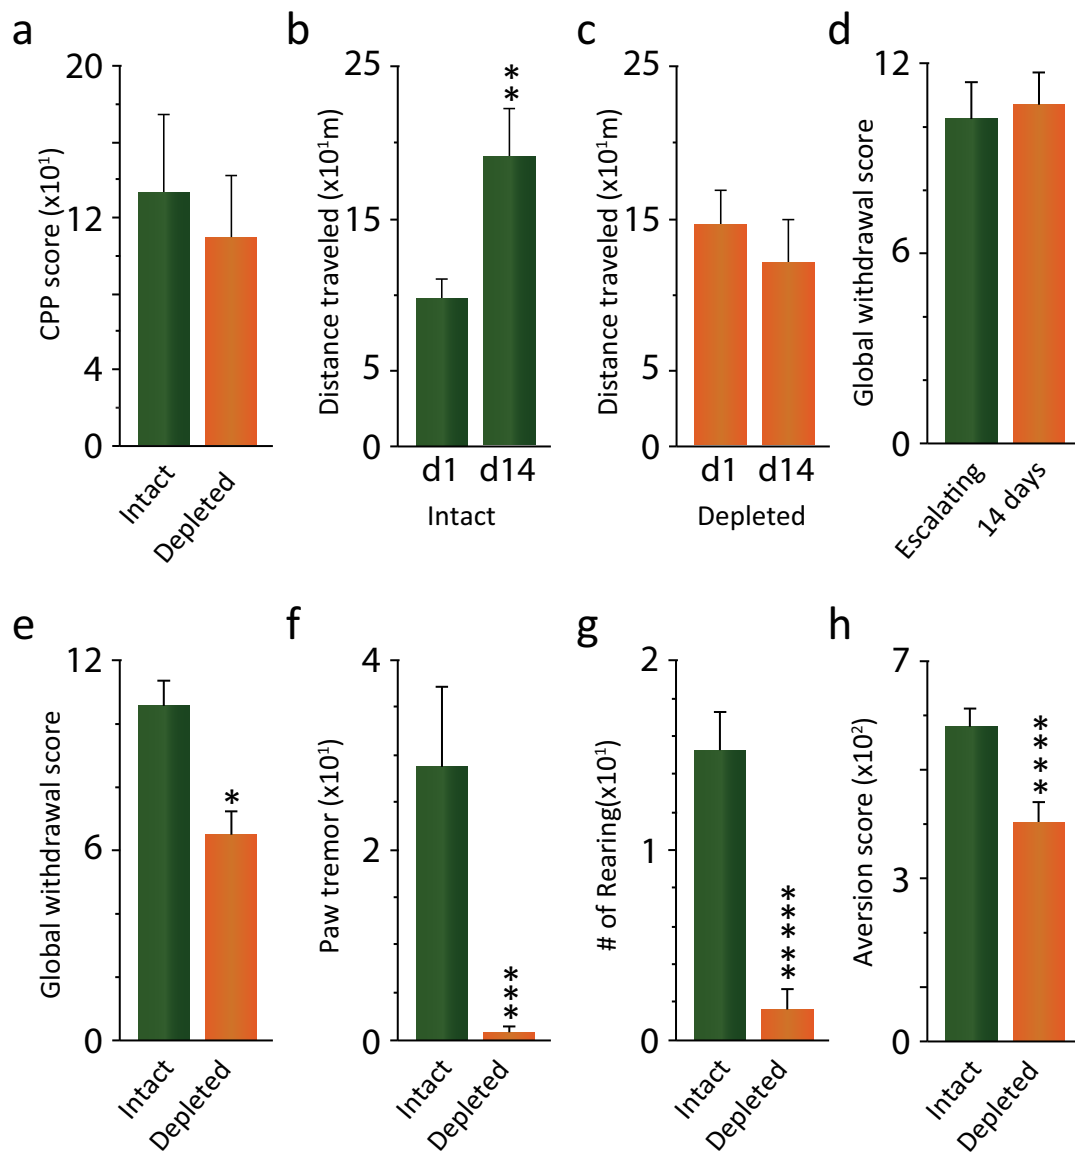 a
CPP score (x10¹)
20
12
4
0
Intact
Depleted
b
Distance traveled (x10¹m)
25
15
5
0
**
d1 d14
Intact
c
Distance traveled (x10¹m)
25
15
5
0
d1 d14
Depleted
d
Global withdrawal score
12
6
0
Escalating
14 days
e
Global withdrawal score
12
6
0
*
Intact
Depleted
f
Paw tremor (x10¹)
4
2
0
***
Intact
Depleted
g
# of Rearing(x10¹)
2
1
0
*****
Intact
Depleted
h
Aversion score (x10²)
7
3
0
****
Intact
Depleted